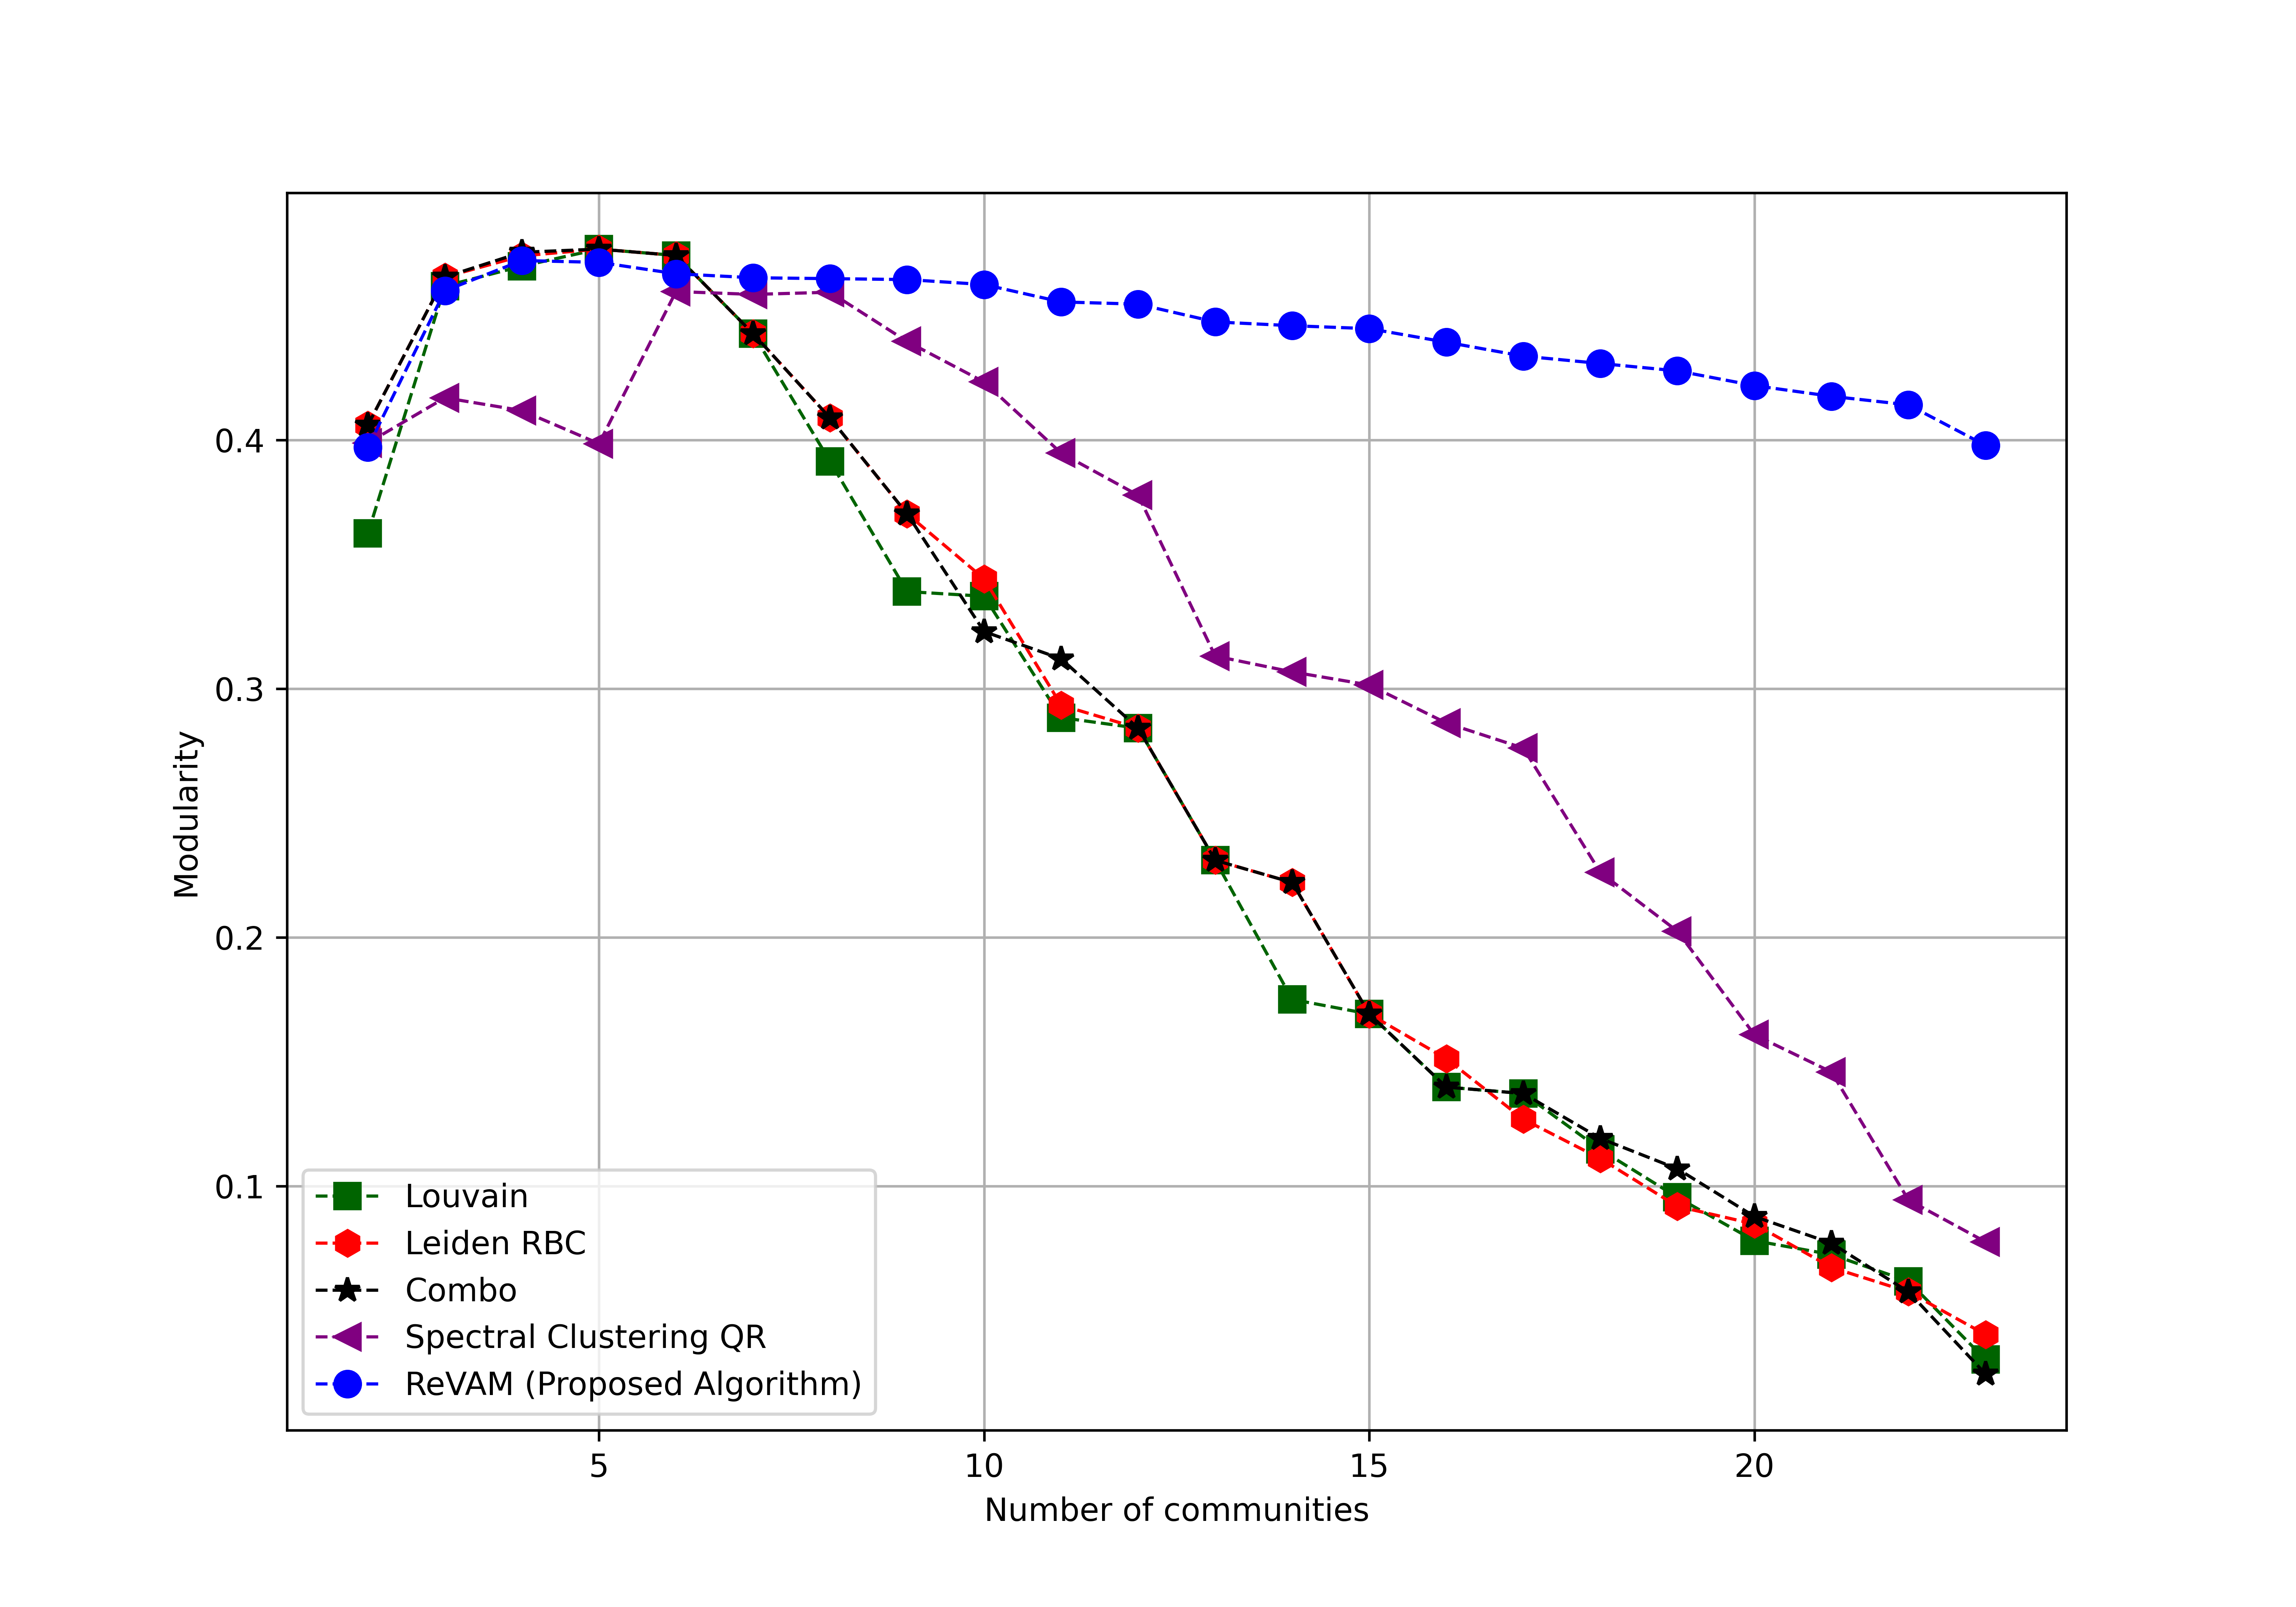 0.4
0.3
0.2
0.1
Modularity
Louvain
Leiden RBC
Combo
Spectral Clustering QR
ReVAM (Proposed Algorithm)
5 10 15 20
Number of communities